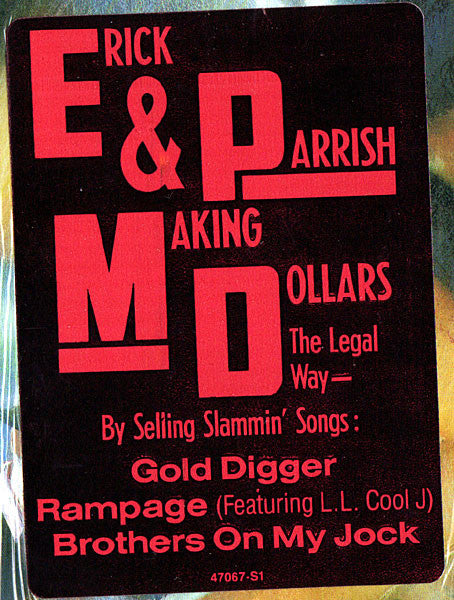 ERICK
& PARRISH
MAKING
DOLLARS
The Legal
Way—
By Selling Slammin' Songs:
Gold Digger
Rampage (Featuring L.L. Cool J)
Brothers On My Jock
47067-S1